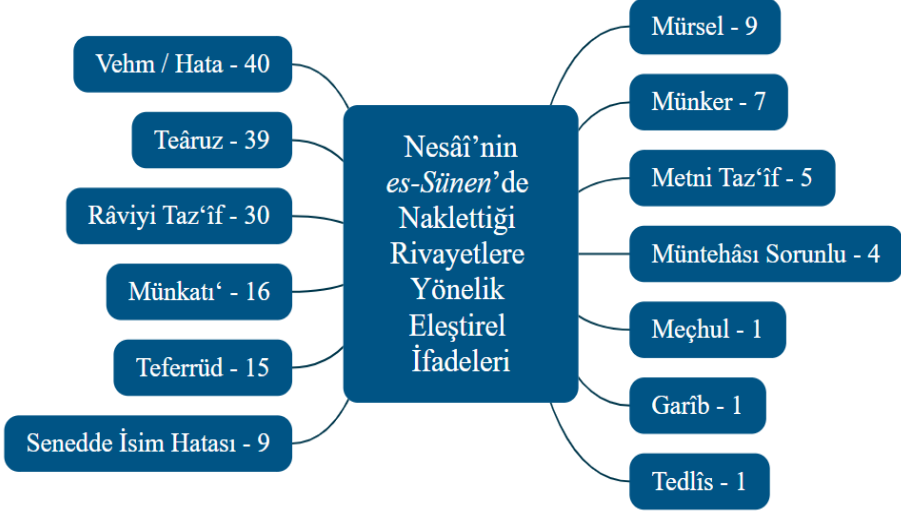 Vehm / Hata - 40
Teâruz - 39
Râviyi Taz‘îf - 30
Münkatı‘ - 16
Teferrüd - 15
Senedde İsim Hatası - 9
Nesâî’nin
es-Sünen’de
Naklettiği
Rivayetlere
Yönelik
Eleştirel
İfadeleri
Mürsel - 9
Münker - 7
Metni Taz‘îf - 5
Müntehâsı Sorunlu - 4
Meçhul - 1
Garîb - 1
Tedlîs - 1